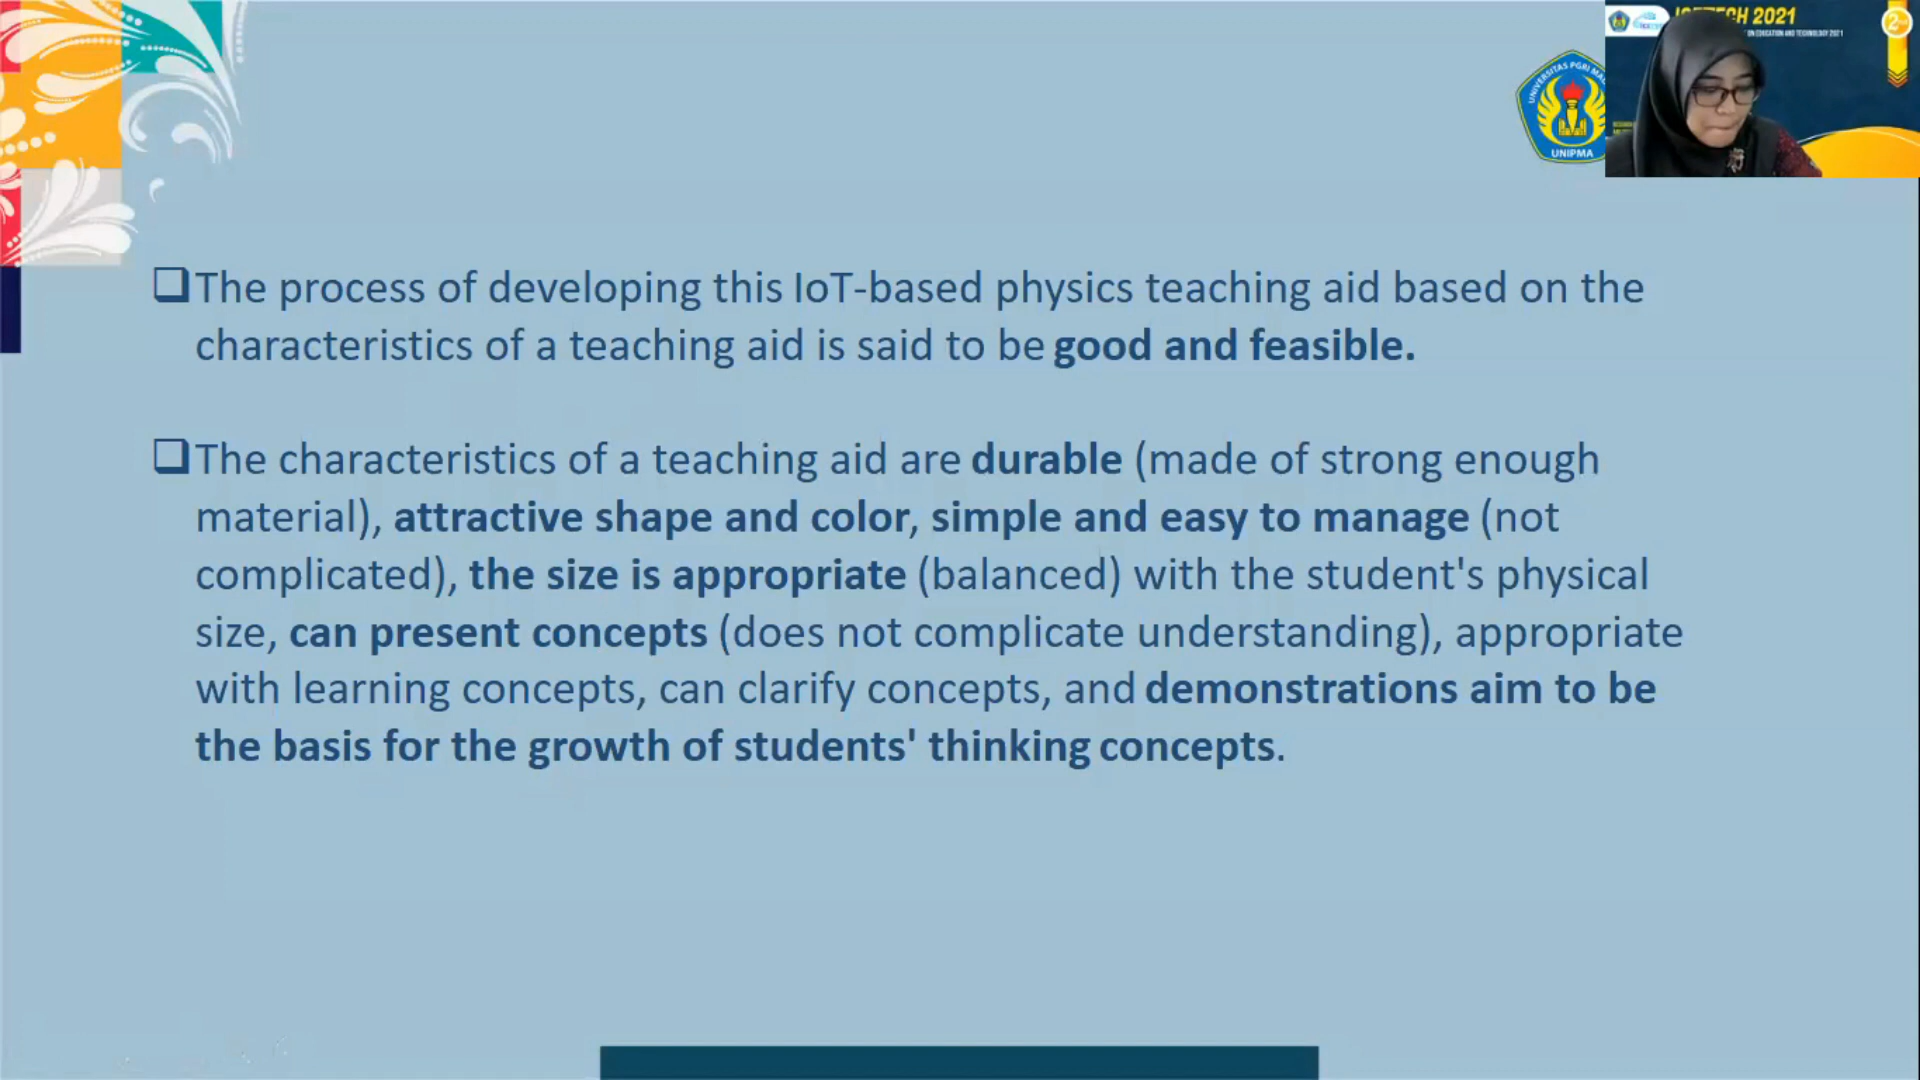 TECH 2021
ON EDUCATION AND TECHNOLOGY 2021
UNIVERSITAS PGRI
UNIPMA
The process of developing this IoT-based physics teaching aid based on the
characteristics of a teaching aid is said to be good and feasible.
The characteristics of a teaching aid are durable (made of strong enough
material), attractive shape and color, simple and easy to manage (not
complicated), the size is appropriate (balanced) with the student's physical
size, can present concepts (does not complicate understanding), appropriate
with learning concepts, can clarify concepts, and demonstrations aim to be
the basis for the growth of students' thinking concepts.